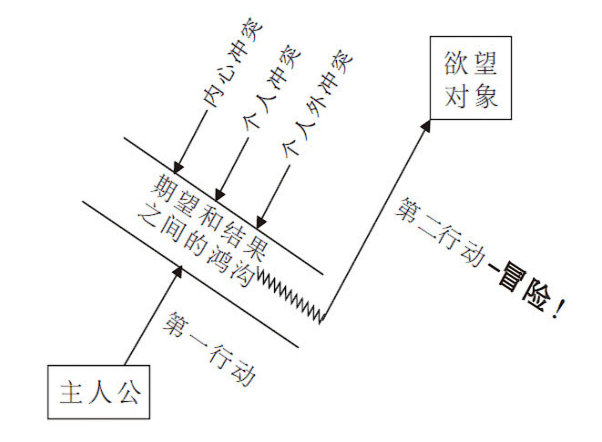 内心冲突
个人冲突
个人外冲突
欲望
对象
期望和结果
之间的鸿沟
第二行动-冒险！
第一行动
主人公